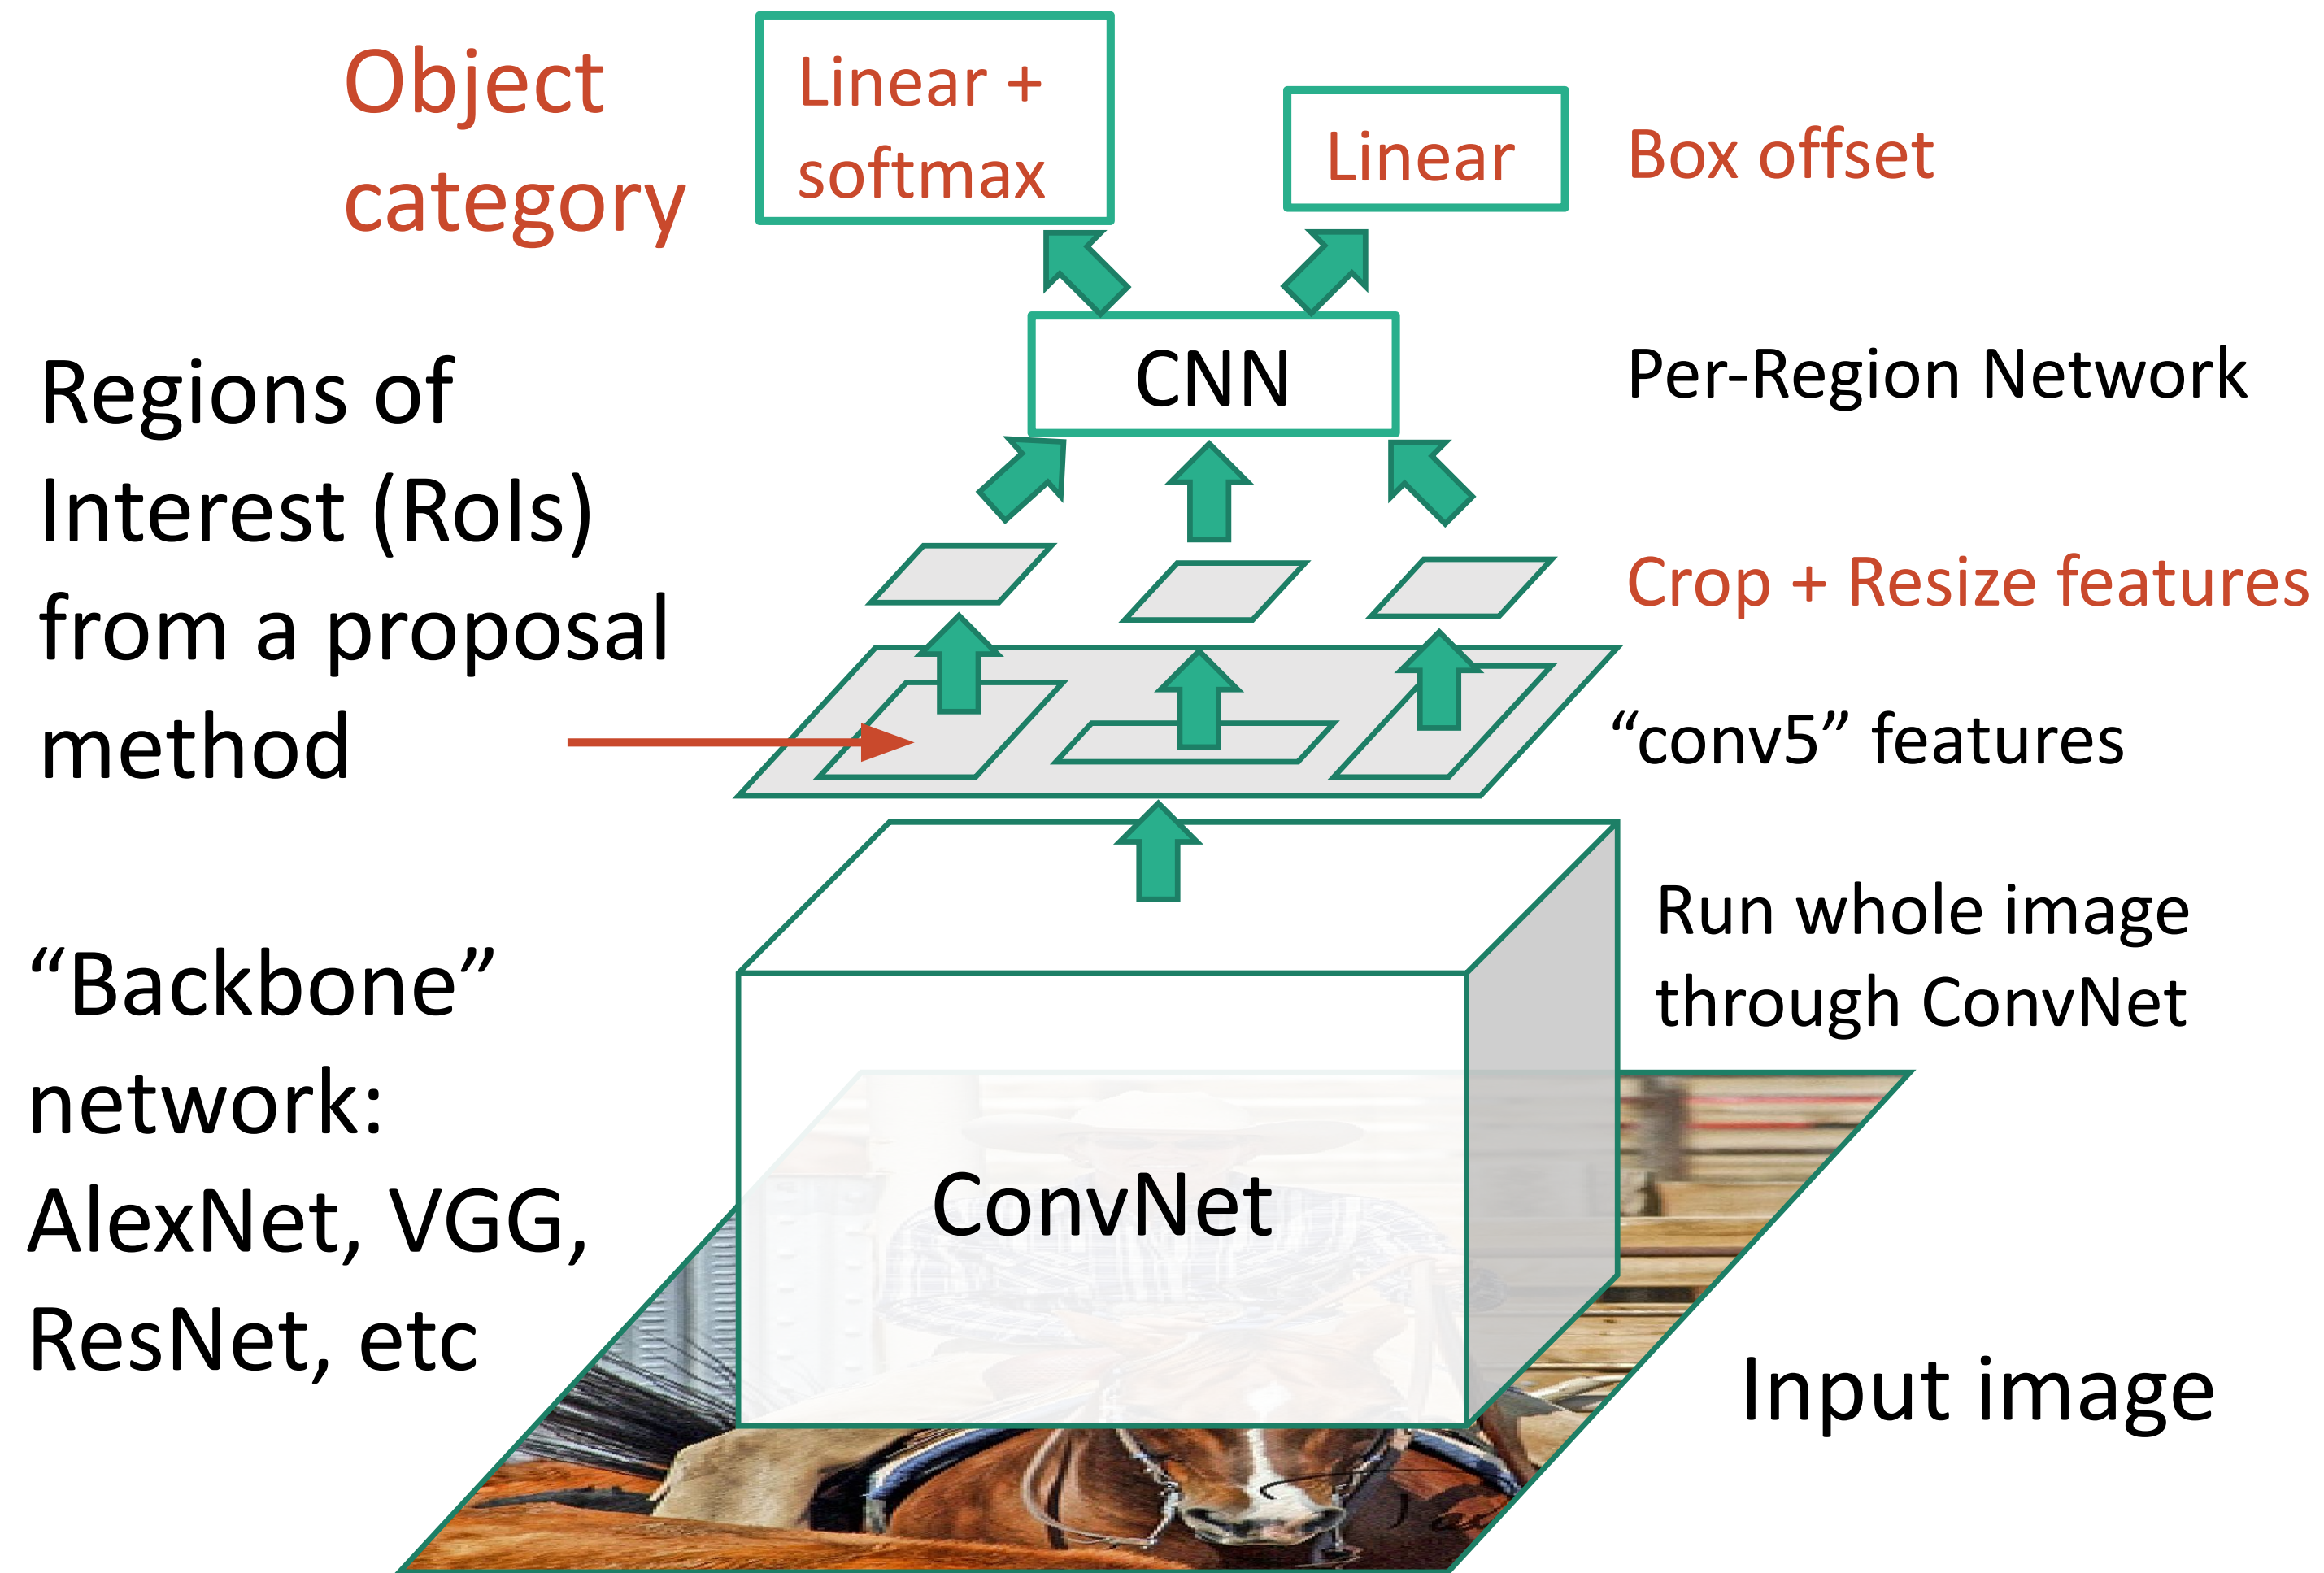 Object
category
Linear +
softmax
Linear
Box offset
CNN
Per-Region Network
Regions of
Interest (RoIs)
from a proposal
method
Crop + Resize features
“conv5” features
“Backbone”
network:
AlexNet, VGG,
ResNet, etc
Run whole image
through ConvNet
ConvNet
Input image